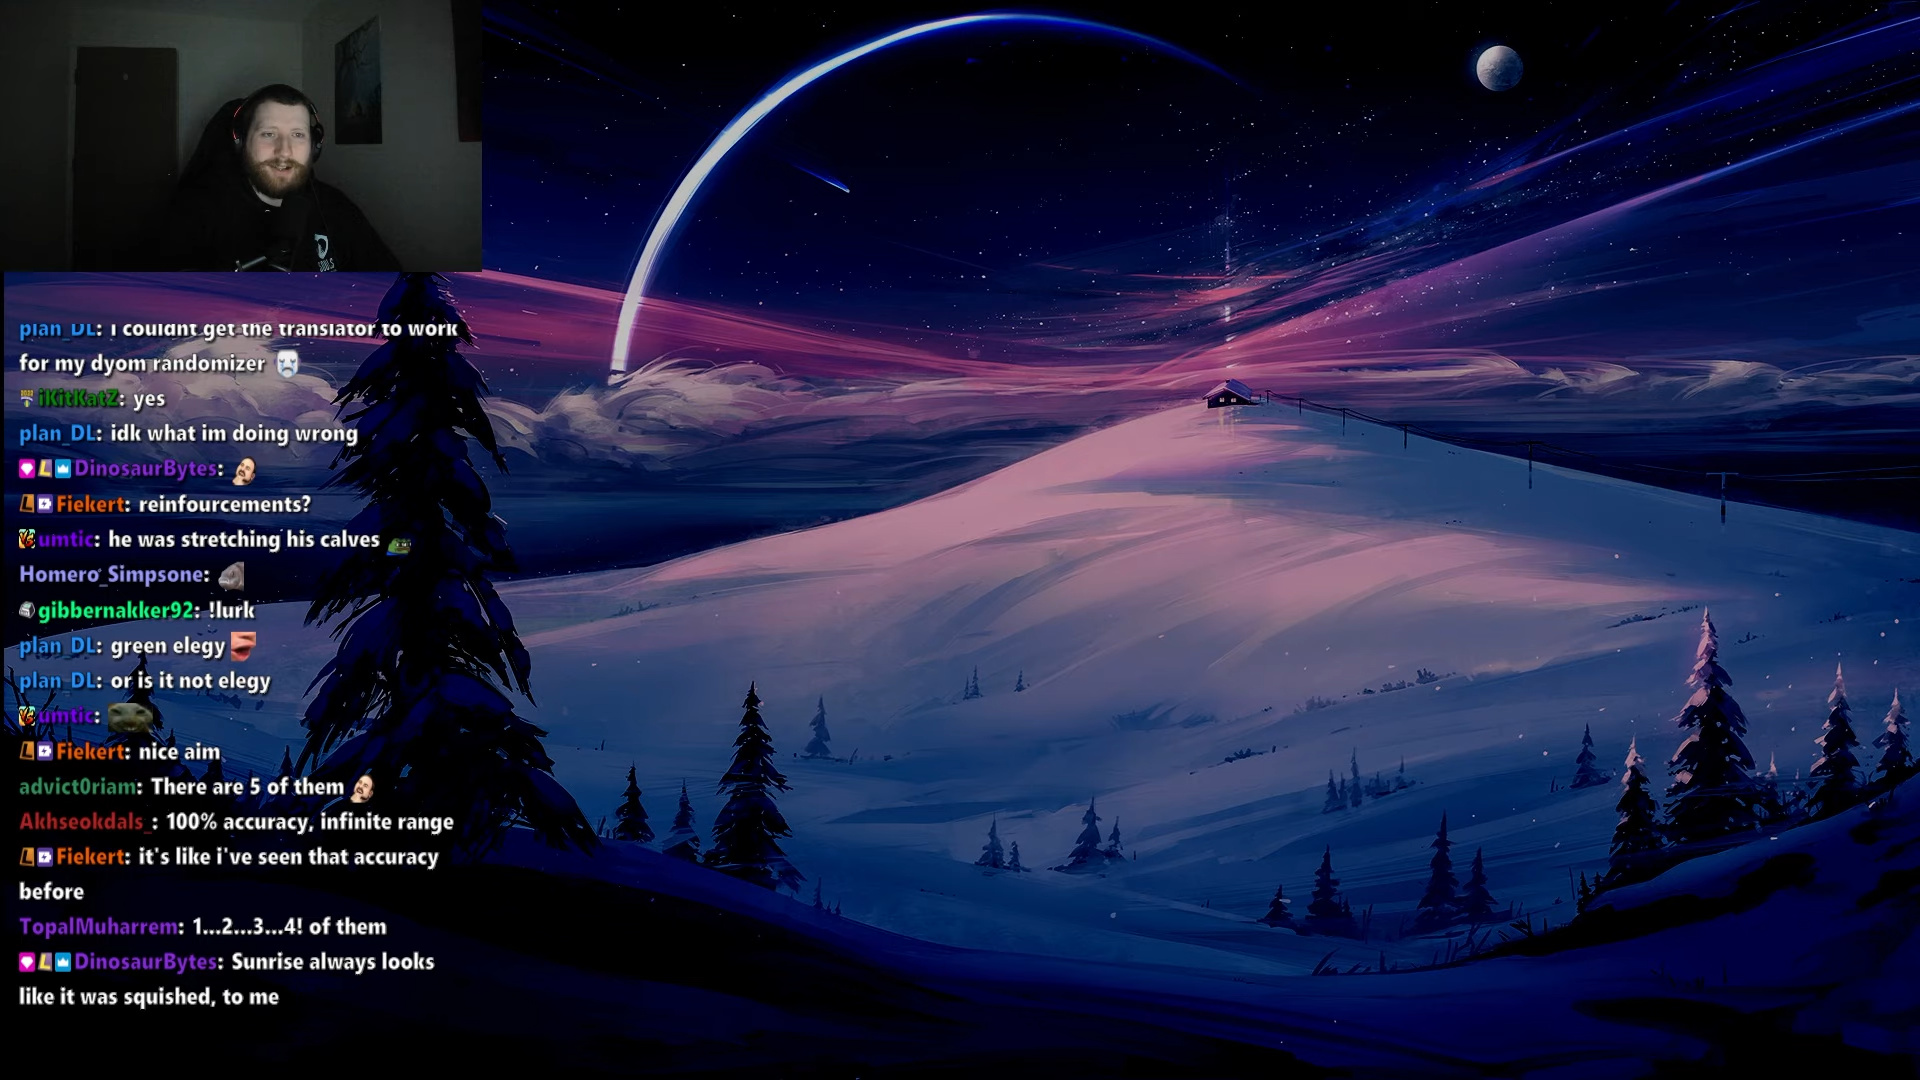 plan_DL: i couldnt get the translator to work
for my dyom randomizer
iKitKatZ: yes
plan_DL: idk what im doing wrong
DinosaurBytes:
Fiekert: reinfourcements?
umtic: he was stretching his calves
Homero_Simpsone:
gibbernakker92: !lurk
plan_DL: green elegy
plan_DL: or is it not elegy
umtic:
Fiekert: nice aim
advict0riam: There are 5 of them
Akhseokdals_: 100% accuracy, infinite range
Fiekert: it's like i've seen that accuracy
before
TopalMuharrem: 1...2...3...4! of them
DinosaurBytes: Sunrise always looks
like it was squished, to me